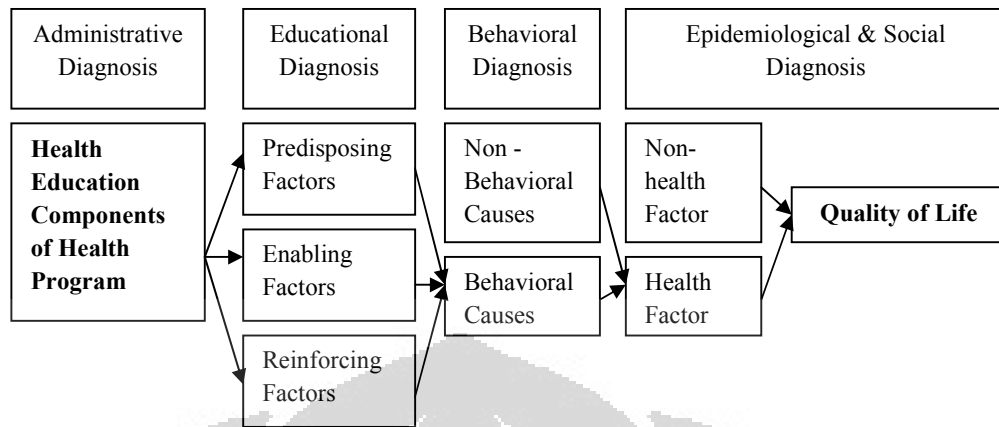 Administrative
Diagnosis
Educational
Diagnosis
Behavioral
Diagnosis
Epidemiological & Social
Diagnosis
Health
Education
Components
of Health
Program
Predisposing
Factors
Enabling
Factors
Reinforcing
Factors
Non -
Behavioral
Causes
Behavioral
Causes
Non-
health
Factor
Health
Factor
Quality of Life